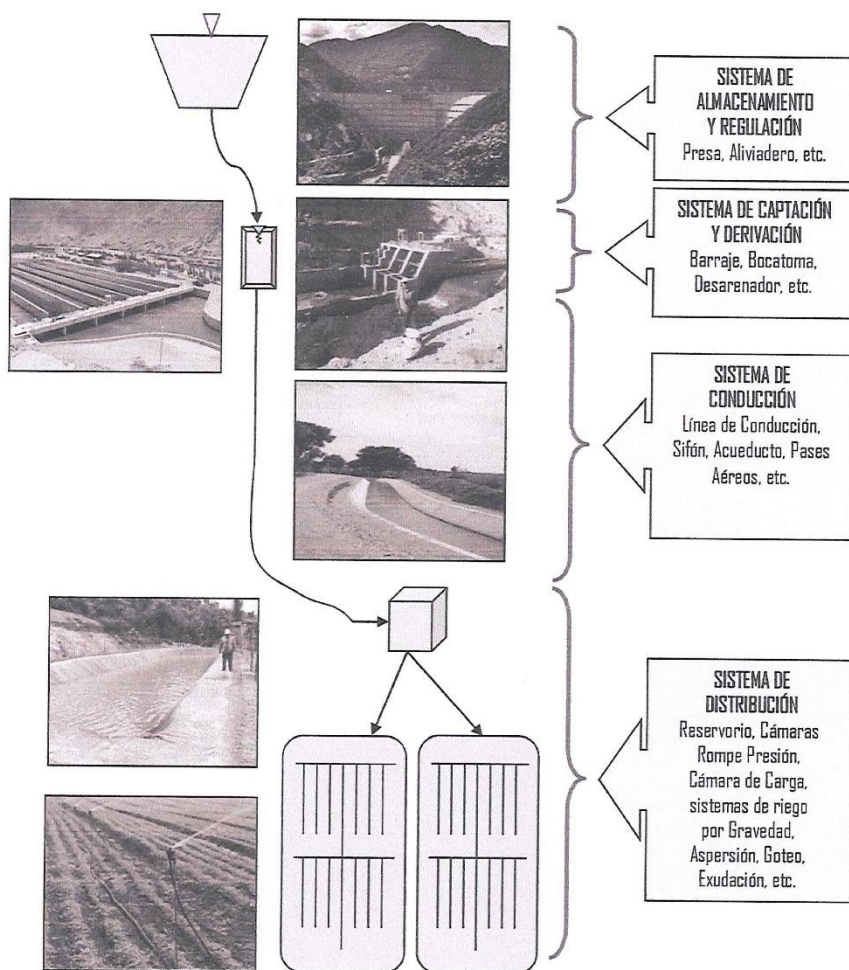 SISTEMA DE
ALMACENAMIENTO
Y REGULACIÓN
Presa, Aliviadero, etc.
SISTEMA DE CAPTACIÓN
Y DERIVACIÓN
Barraje, Bocatoma,
Desarenador, etc.
SISTEMA DE
CONDUCCIÓN
Línea de Conducción,
Sifón, Acueducto, Pases
Aéreos, etc.
SISTEMA DE
DISTRIBUCIÓN
Reservorio, Cámaras
Rompe Presión,
Cámara de Carga,
sistemas de riego
por Gravedad,
Aspersión, Goteo,
Exudación, etc.